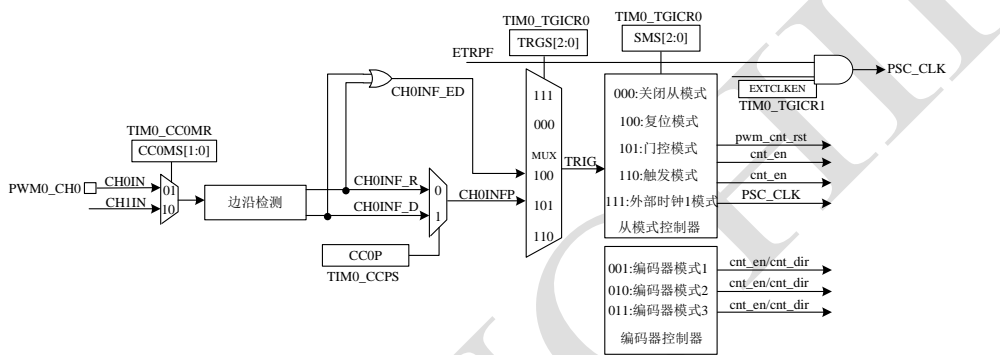 TIM0_TGICR0
TIM0_TGICR0
TRGS[2:0]
SMS[2:0]
ETRPF
PSC_CLK
EXTCLKEN
TIM0_TGICR1
CH0INF_ED
111
000
MUX
100
101
110
TRIG
000:关闭从模式
100:复位模式
101:门控模式
110:触发模式
111:外部时钟1模式
从模式控制器
pwm_cnt_rst
cnt_en
cnt_en
PSC_CLK
TIM0_CC0MR
CC0MS[1:0]
PWM0_CH0
CH0IN
CH1IN
01
10
边沿检测
CH0INF_R
CH0INF_D
0
1
CH0INFP
CC0P
TIM0_CCPS
001:编码器模式1
010:编码器模式2
011:编码器模式3
编码器控制器
cnt_en/cnt_dir
cnt_en/cnt_dir
cnt_en/cnt_dir